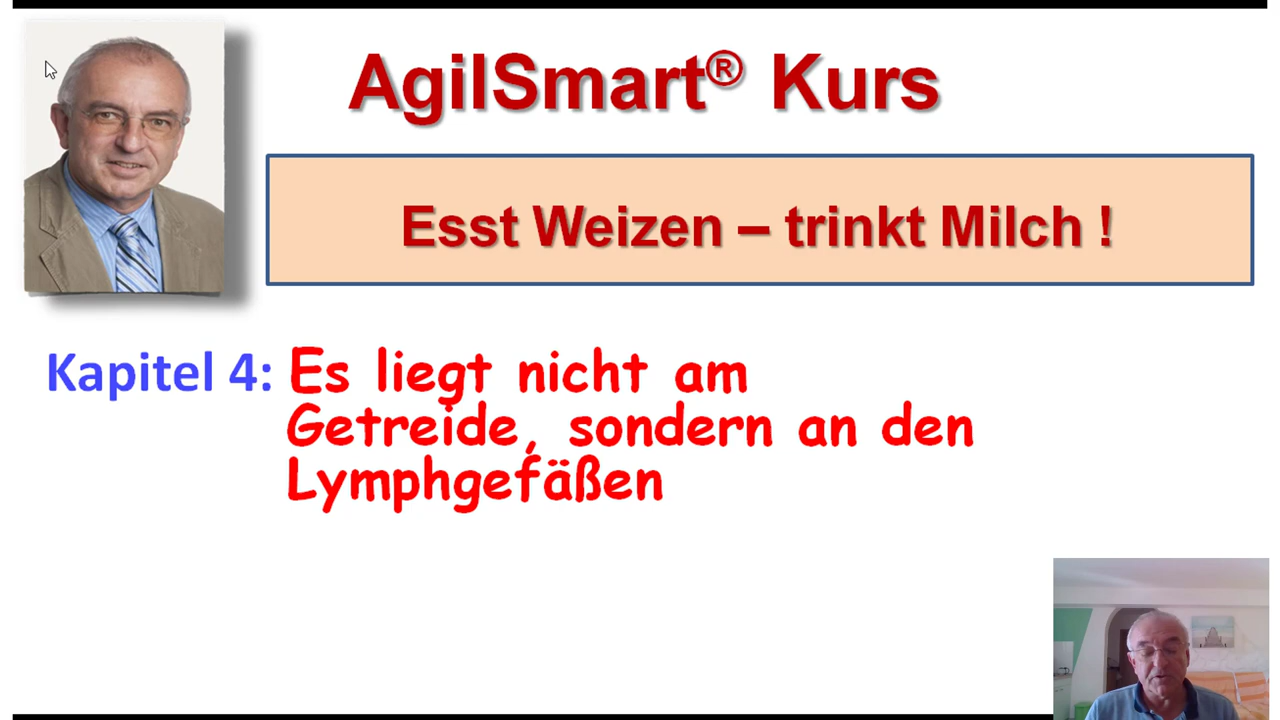 AgilSmart® Kurs
Esst Weizen – trinkt Milch !
Kapitel 4: Es liegt nicht am
Getreide, sondern an den
Lymphgefäßen